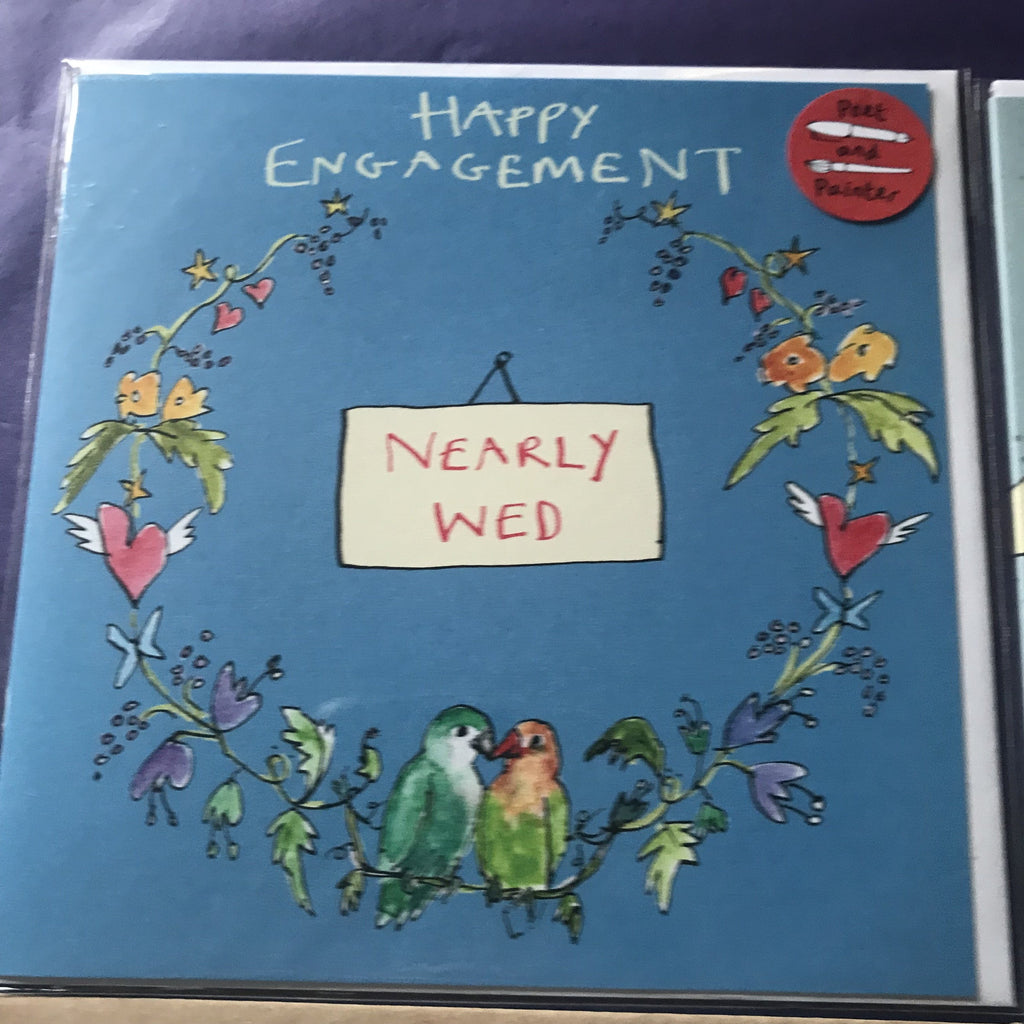 HAPPY
ENGAGEMENT
Poet
and
Painter
NEARLY
WED